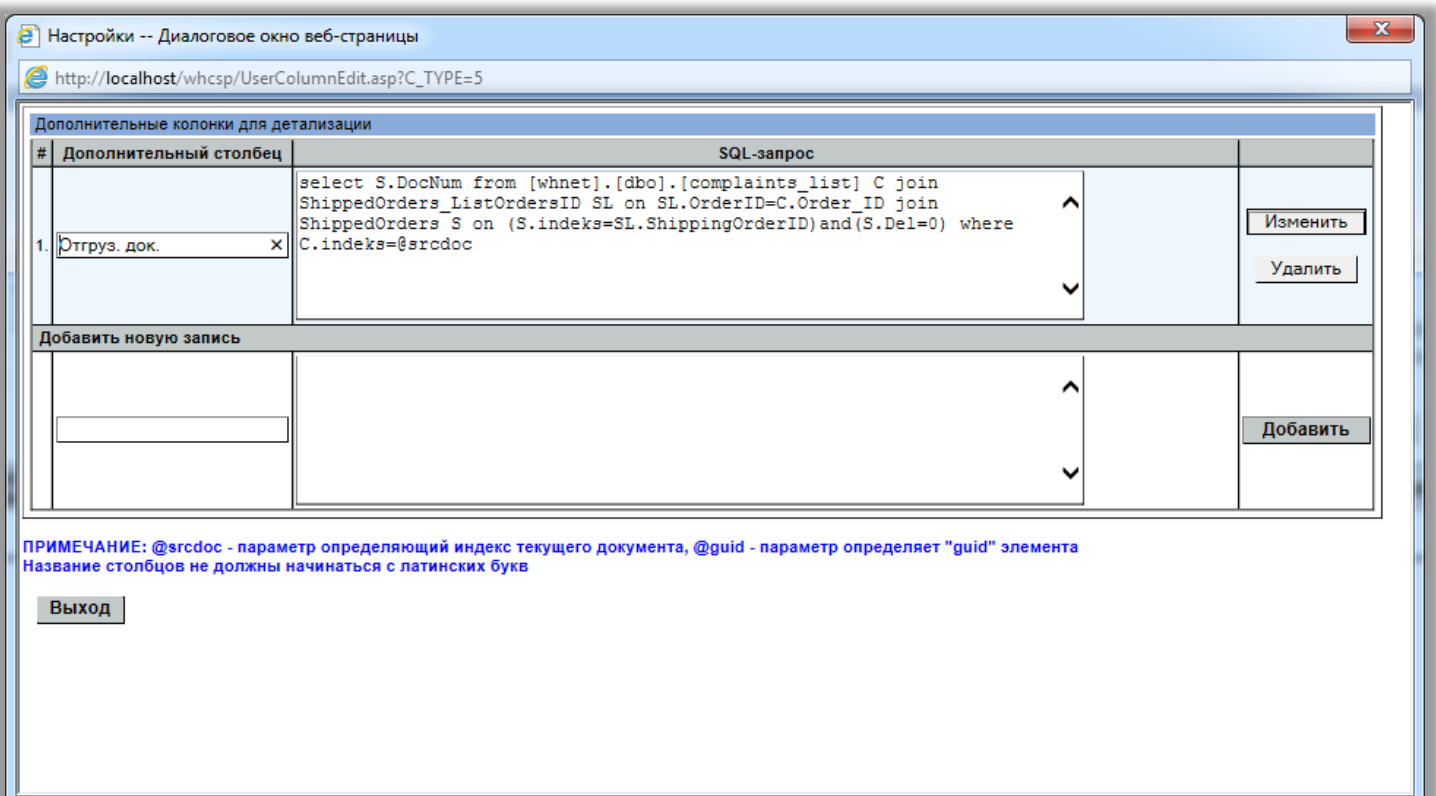 Настройки -- Диалоговое окно веб-страницы
x
http://localhost/whcsp/UserColumnEdit.asp?C_TYPE=5
Дополнительные колонки для детализации
# Дополнительный столбец SQL-запрос
select S.DocNum from [whnet].[dbo].[complaints_list] C join
ShippedOrders_ListOrdersID SL on SL.OrderID=C.Order_ID join
ShippedOrders S on (S.indeks=SL.ShippingOrderID)and(S.Del=0) where
C.indeks=@srcdoc
1. Отгруз. док. ×
Изменить
Удалить
Добавить новую запись
Добавить
ПРИМЕЧАНИЕ: @srcdoc - параметр определяющий индекс текущего документа, @guid - параметр определяет "guid" элемента
Название столбцов не должны начинаться с латинских букв
Выход